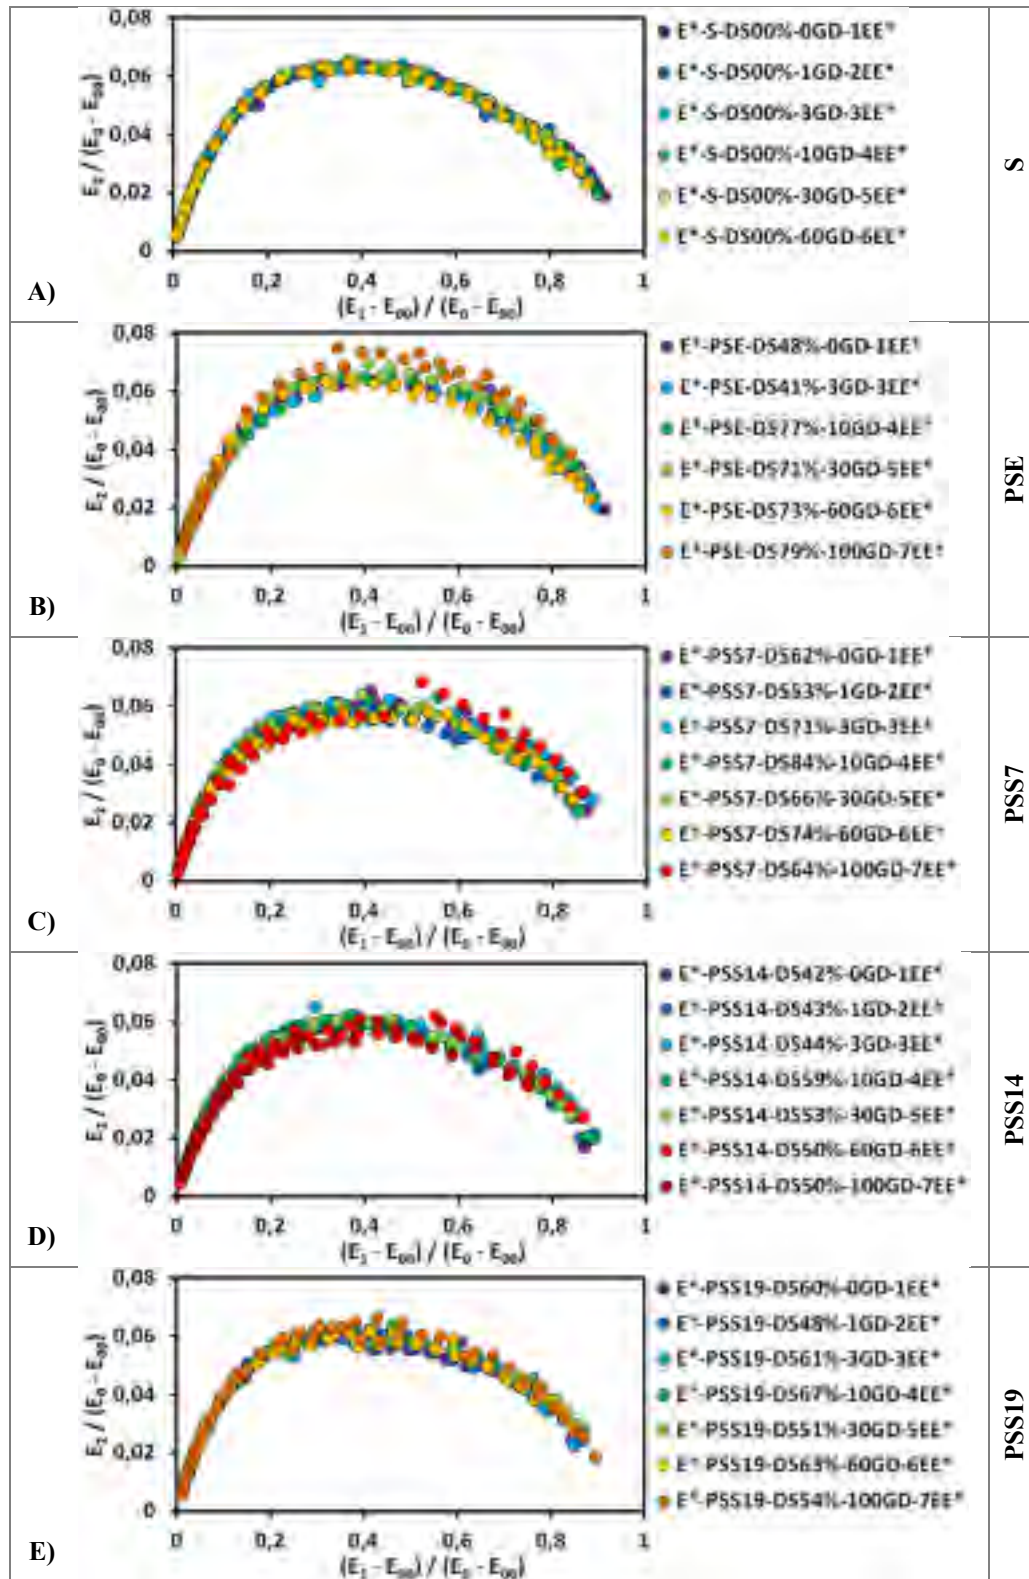 0,08
0,06
0,04
0,02
0
E₂ / (E₀ - E₀₀)
0 0,2 0,4 0,6 0,8 1
(E₁ - E₀₀) / (E₀ - E₀₀)
E*-S-DS00%-0GD-1EE*
E*-S-DS00%-1GD-2EE*
E*-S-DS00%-3GD-3EE*
E*-S-DS00%-10GD-4EE*
E*-S-DS00%-30GD-5EE*
E*-S-DS00%-60GD-6EE*
A)
S
0,08
0,06
0,04
0,02
0
E₂ / (E₀ - E₀₀)
0 0,2 0,4 0,6 0,8 1
(E₁ - E₀₀) / (E₀ - E₀₀)
E*-PSE-DS48%-0GD-1EE*
E*-PSE-DS41%-3GD-3EE*
E*-PSE-DS77%-10GD-4EE*
E*-PSE-DS71%-30GD-5EE*
E*-PSE-DS73%-60GD-6EE*
E*-PSE-DS79%-100GD-7EE*
B)
PSE
0,08
0,06
0,04
0,02
0
E₂ / (E₀ - E₀₀)
0 0,2 0,4 0,6 0,8 1
(E₁ - E₀₀) / (E₀ - E₀₀)
E*-PSS7-DS62%-0GD-1EE*
E*-PSS7-DS53%-1GD-2EE*
E*-PSS7-DS71%-3GD-3EE*
E*-PSS7-DS84%-10GD-4EE*
E*-PSS7-DS66%-30GD-5EE*
E*-PSS7-DS74%-60GD-6EE*
E*-PSS7-DS64%-100GD-7EE*
C)
PSS7
0,08
0,06
0,04
0,02
0
E₂ / (E₀ - E₀₀)
0 0,2 0,4 0,6 0,8 1
(E₁ - E₀₀) / (E₀ - E₀₀)
E*-PSS14-DS42%-0GD-1EE*
E*-PSS14-DS43%-1GD-2EE*
E*-PSS14-DS44%-3GD-3EE*
E*-PSS14-DS59%-10GD-4EE*
E*-PSS14-DS53%-30GD-5EE*
E*-PSS14-DS50%-60GD-6EE*
E*-PSS14-DS50%-100GD-7EE*
D)
PSS14
0,08
0,06
0,04
0,02
0
E₂ / (E₀ - E₀₀)
0 0,2 0,4 0,6 0,8 1
(E₁ - E₀₀) / (E₀ - E₀₀)
E*-PSS19-DS60%-0GD-1EE*
E*-PSS19-DS48%-1GD-2EE*
E*-PSS19-DS61%-3GD-3EE*
E*-PSS19-DS67%-10GD-4EE*
E*-PSS19-DS51%-30GD-5EE*
E*-PSS19-DS63%-60GD-6EE*
E*-PSS19-DS54%-100GD-7EE*
E)
PSS19